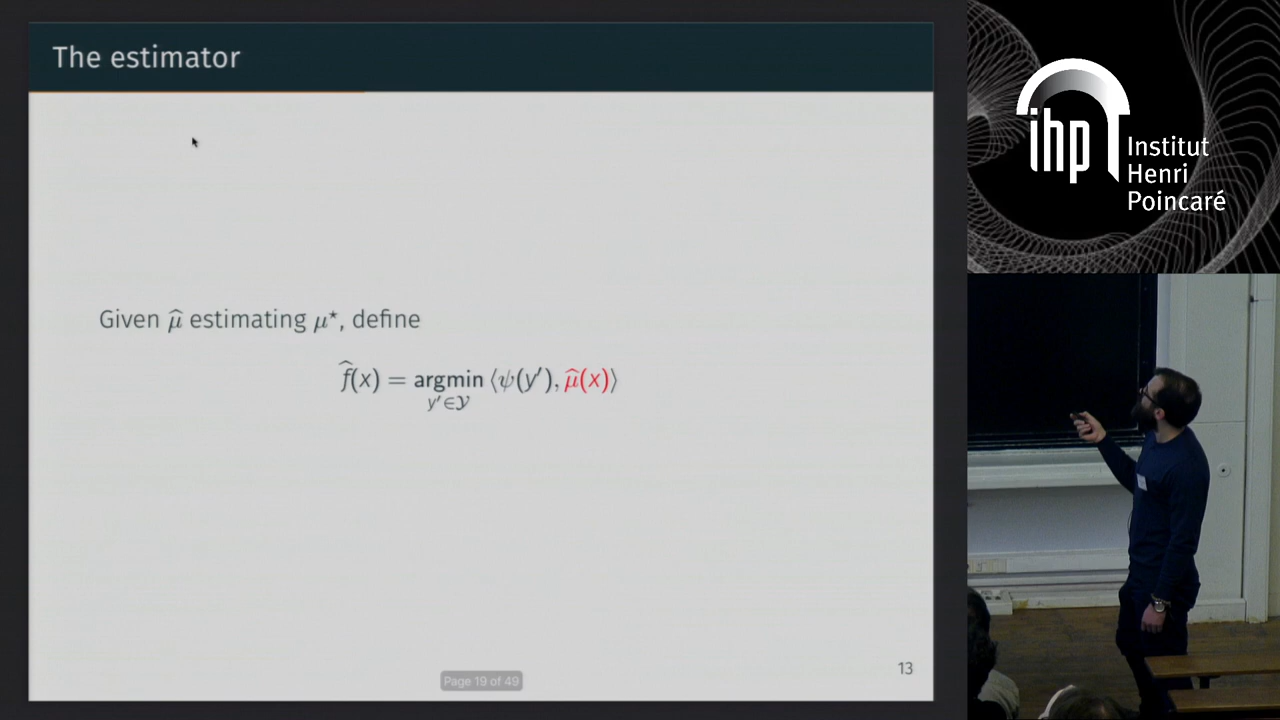 The estimator
Given μ̂ estimating μ⋆, define
f̂(x) = argmin ⟨ψ(y′), μ̂(x)⟩
y′∈𝒴
Page 19 of 49
13
ihp
Institut
Henri
Poincaré